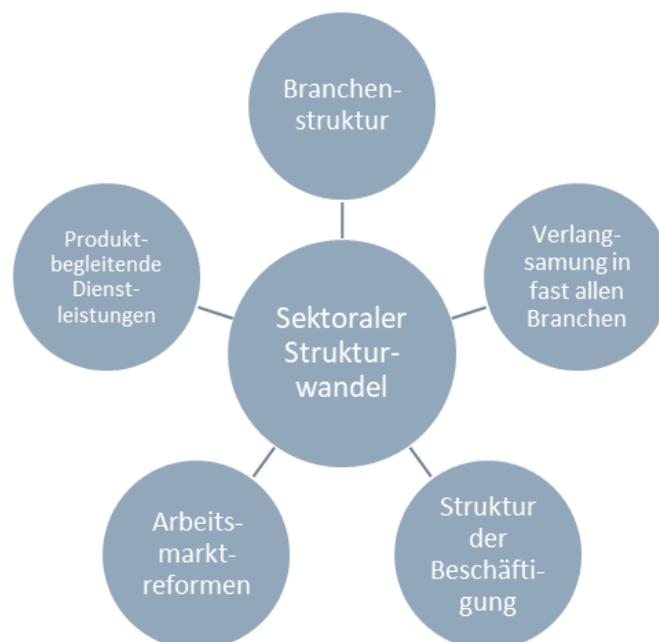 Branchen-
struktur
Verlang-
samung in
fast allen
Branchen
Struktur
der
Beschäfti-
gung
Arbeits-
markt-
reformen
Produkt-
begleitende
Dienst-
leistungen
Sektoraler
Struktur-
wandel